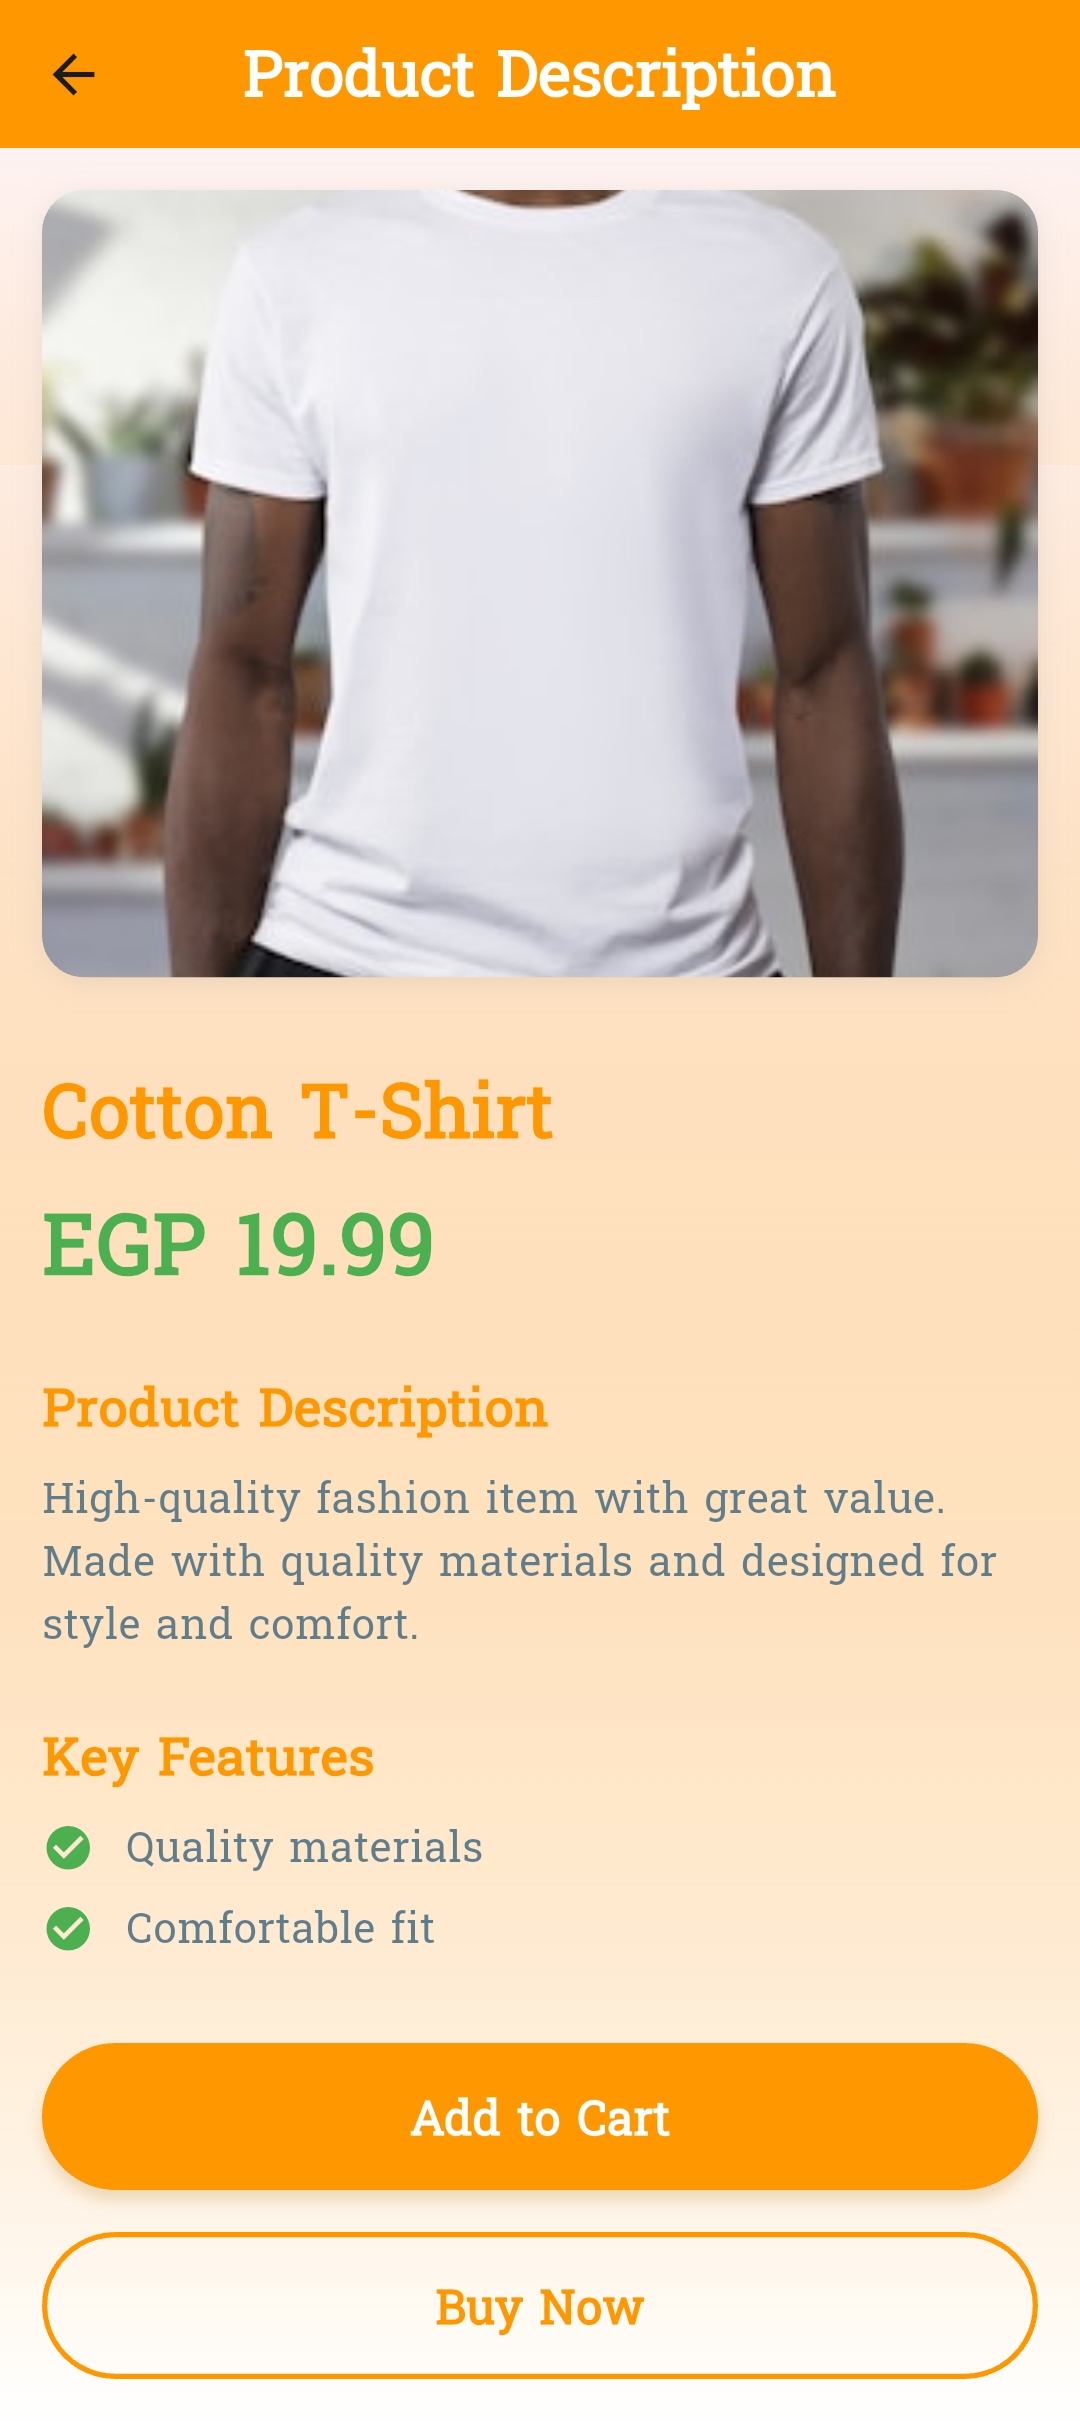 Product Description
Cotton T-Shirt
EGP 19.99
Product Description
High-quality fashion item with great value.
Made with quality materials and designed for
style and comfort.
Key Features
Quality materials
Comfortable fit
Add to Cart
Buy Now